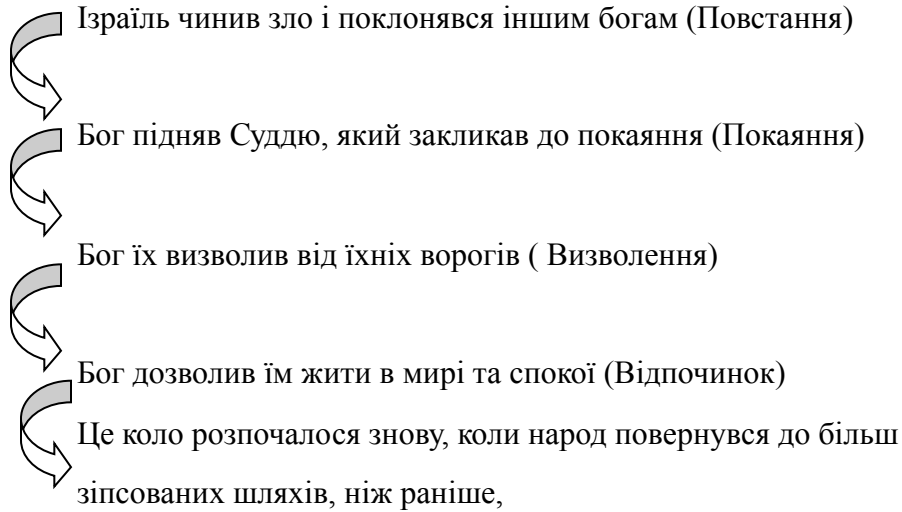 Ізраїль чинив зло і поклонявся іншим богам (Повстання)
Бог підняв Суддю, який закликав до покаяння (Покаяння)
Бог їх визволив від їхніх ворогів ( Визволення)
Бог дозволив їм жити в мирі та спокої (Відпочинок)
Це коло розпочалося знову, коли народ повернувся до більш
зіпсованих шляхів, ніж раніше,